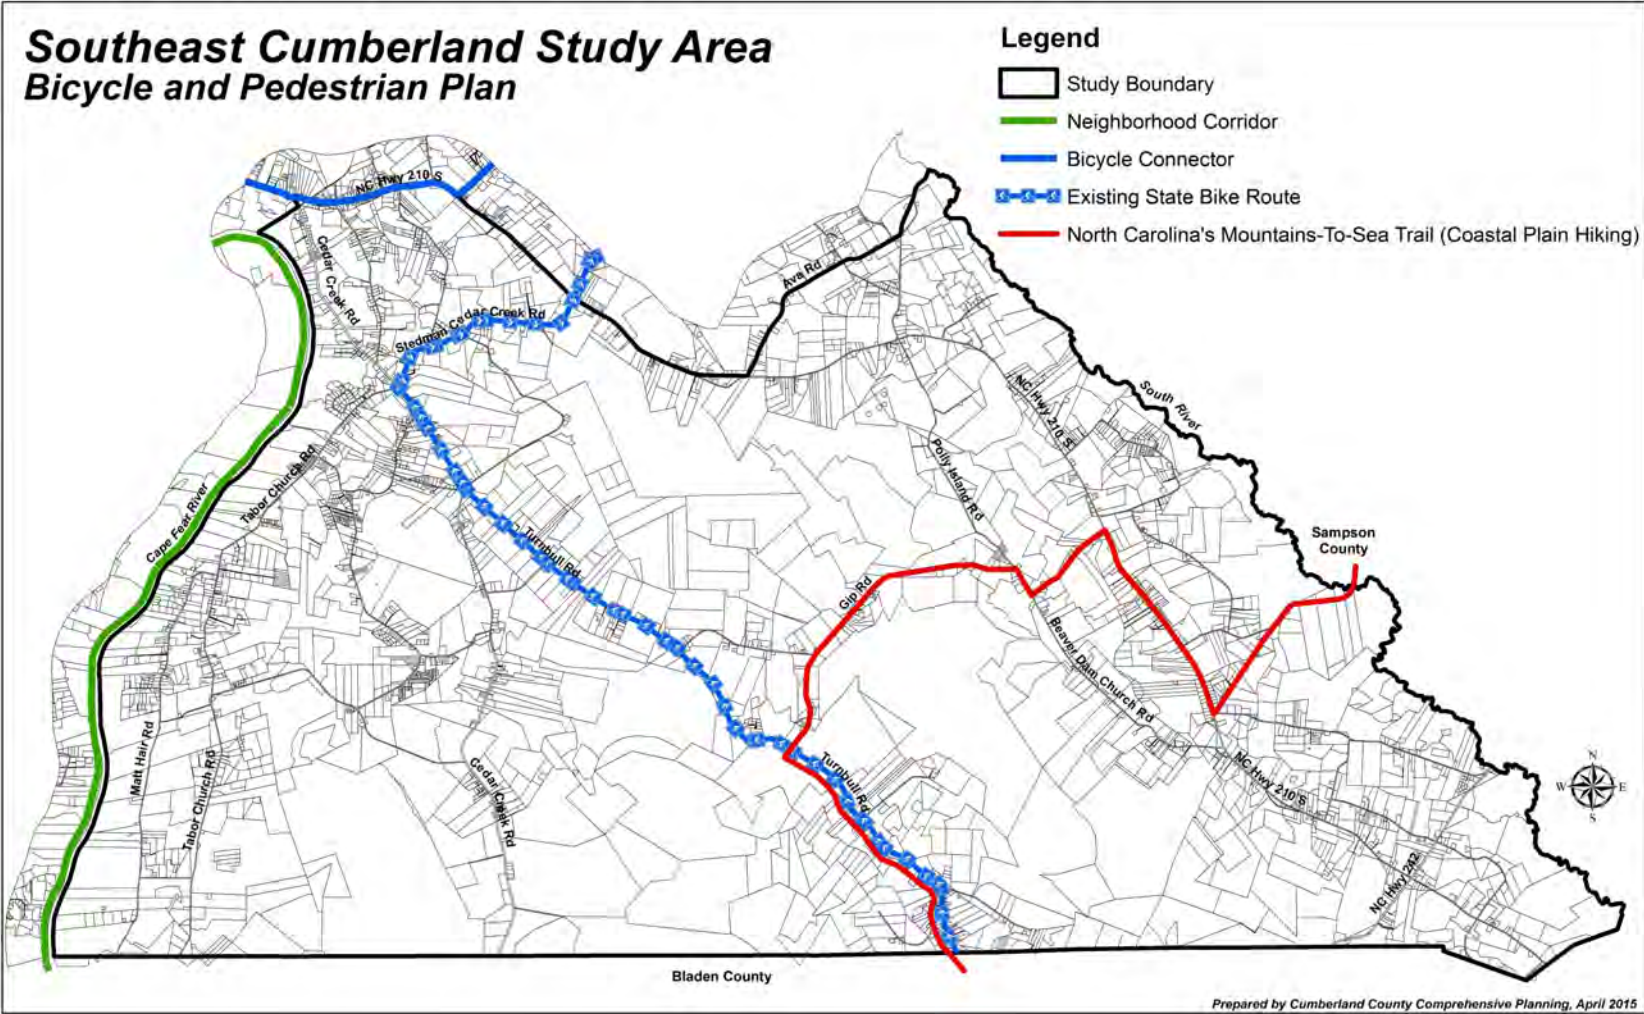 Southeast Cumberland Study Area
Bicycle and Pedestrian Plan
Legend
Study Boundary
Neighborhood Corridor
Bicycle Connector
Existing State Bike Route
North Carolina's Mountains-To-Sea Trail (Coastal Plain Hiking)
NC Hwy 210 S
Cedar Creek Rd
Stedman Cedar Creek Rd
Ava Rd
South River
NC Hwy 210 S
Polly Island Rd
Tabor Church Rd
Cape Fear River
Turnbull Rd
Sampson
County
Gip Rd
Beaver Dam Church Rd
Matt Hair Rd
Tabor Church Rd
Cedar Creek Rd
Turnbull Rd
NC Hwy 210 S
NC Hwy 242
N
W
E
S
Bladen County
Prepared by Cumberland County Comprehensive Planning, April 2015